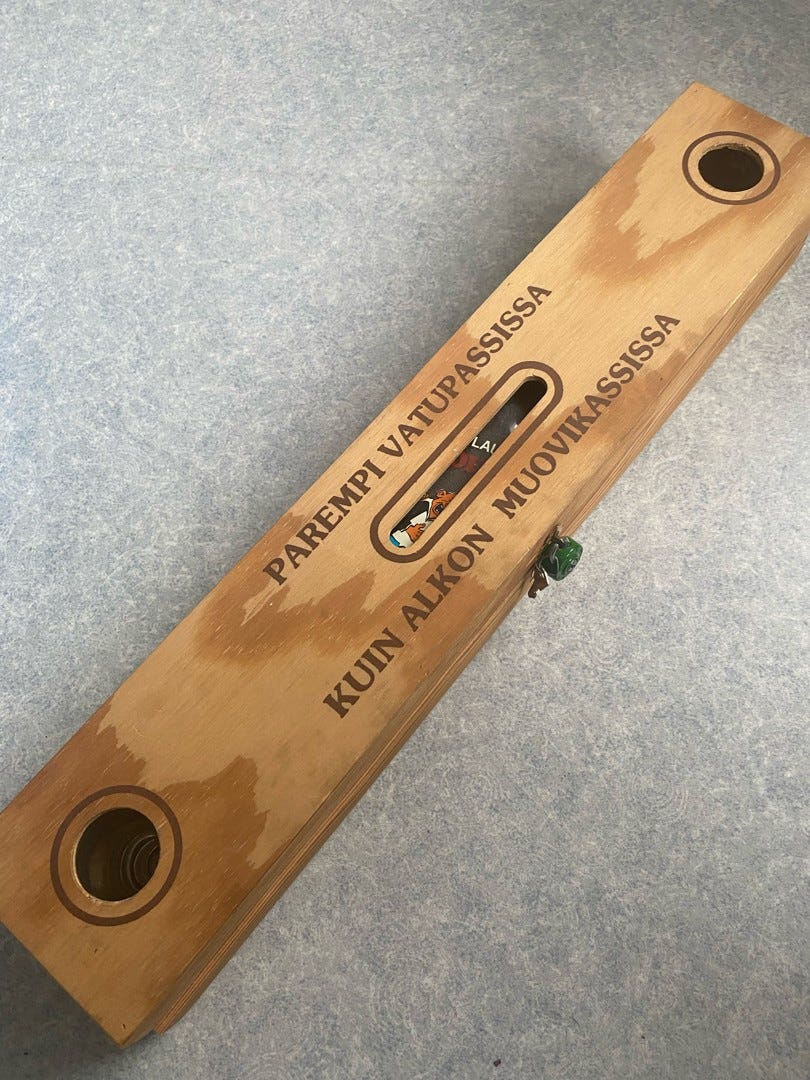 PAREMPI VATUPASSISSA
KUIN ALKON MUOVIKASSISSA